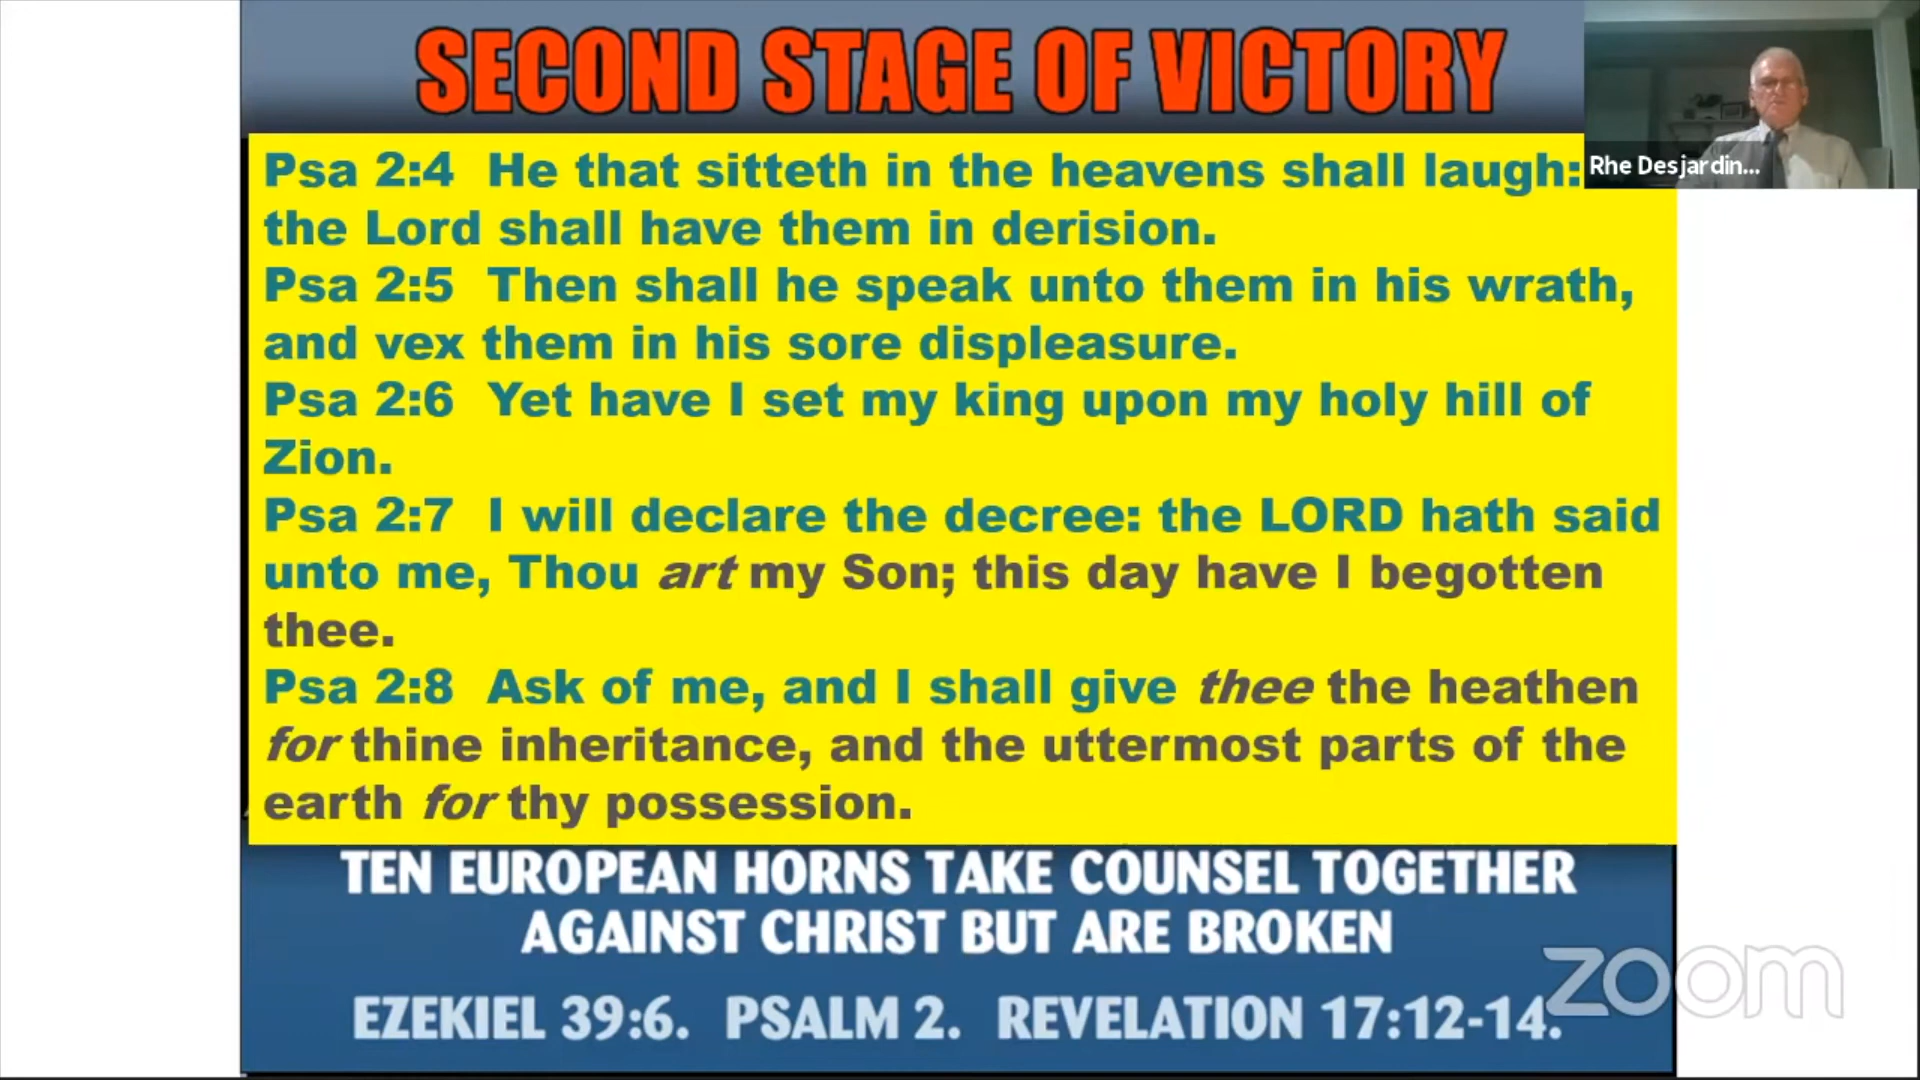 SECOND STAGE OF VICTORY
Rhe Desjardin...
Psa 2:4 He that sitteth in the heavens shall laugh:
the Lord shall have them in derision.
Psa 2:5 Then shall he speak unto them in his wrath,
and vex them in his sore displeasure.
Psa 2:6 Yet have I set my king upon my holy hill of
Zion.
Psa 2:7 I will declare the decree: the LORD hath said
unto me, Thou art my Son; this day have I begotten
thee.
Psa 2:8 Ask of me, and I shall give thee the heathen
for thine inheritance, and the uttermost parts of the
earth for thy possession.
TEN EUROPEAN HORNS TAKE COUNSEL TOGETHER
AGAINST CHRIST BUT ARE BROKEN
EZEKIEL 39:6. PSALM 2. REVELATION 17:12-14.
zoom